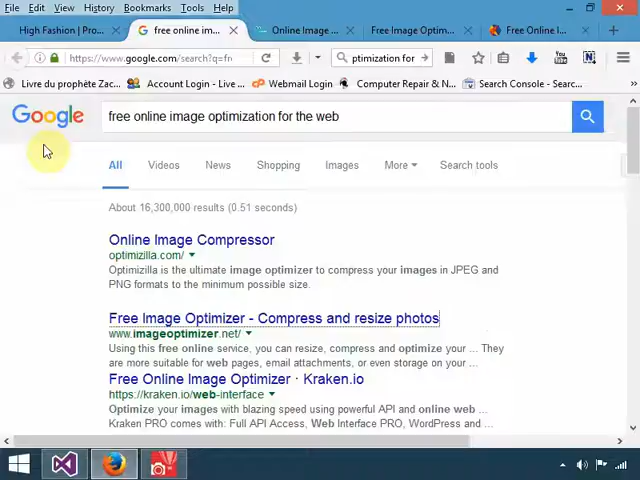 File Edit View History Bookmarks Tools Help
High Fashion | Pro... free online ima... Online Image ... Free Image Optim... Free Online I...
https://www.google.com/search?q=fr ptimization for
Livre du prophète Zac... Account Login - Live ... Webmail Login Computer Repair & N... Search Console - Searc...
Google free online image optimization for the web
All Videos News Shopping Images More Search tools
About 16,300,000 results (0.51 seconds)
Online Image Compressor
optimizilla.com/
Optimizilla is the ultimate image optimizer to compress your images in JPEG and
PNG formats to the minimum possible size.
Free Image Optimizer - Compress and resize photos
www.imageoptimizer.net/
Using this free online service, you can resize, compress and optimize your ... They
are more suitable for web pages, email attachments, or even storage on your ...
Free Online Image Optimizer · Kraken.io
https://kraken.io/web-interface
Optimize your images with blazing speed using powerful API and online web ...
Kraken PRO comes with: Full API Access, Web Interface PRO, WordPress and ...